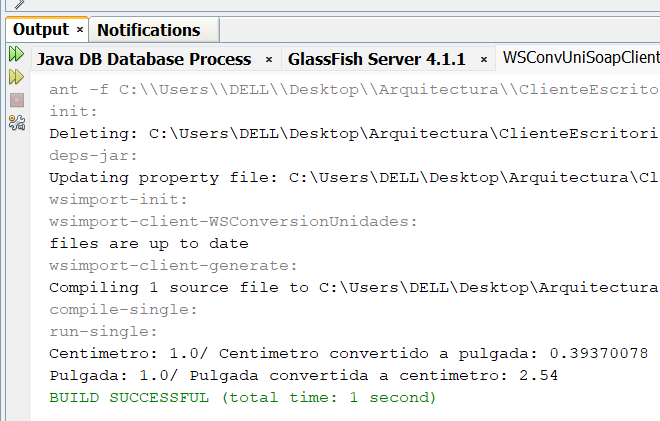 Output × Notifications
Java DB Database Process × GlassFish Server 4.1.1 × WSConvUniSoapClient
ant -f C:\\Users\\DELL\\Desktop\\Arquitectura\\ClienteEscrito
init:
Deleting: C:\Users\DELL\Desktop\Arquitectura\ClienteEscritori
deps-jar:
Updating property file: C:\Users\DELL\Desktop\Arquitectura\Cl
wsimport-init:
wsimport-client-WSConversionUnidades:
files are up to date
wsimport-client-generate:
Compiling 1 source file to C:\Users\DELL\Desktop\Arquitectura
compile-single:
run-single:
Centimetro: 1.0/ Centimetro convertido a pulgada: 0.39370078
Pulgada: 1.0/ Pulgada convertida a centimetro: 2.54
BUILD SUCCESSFUL (total time: 1 second)